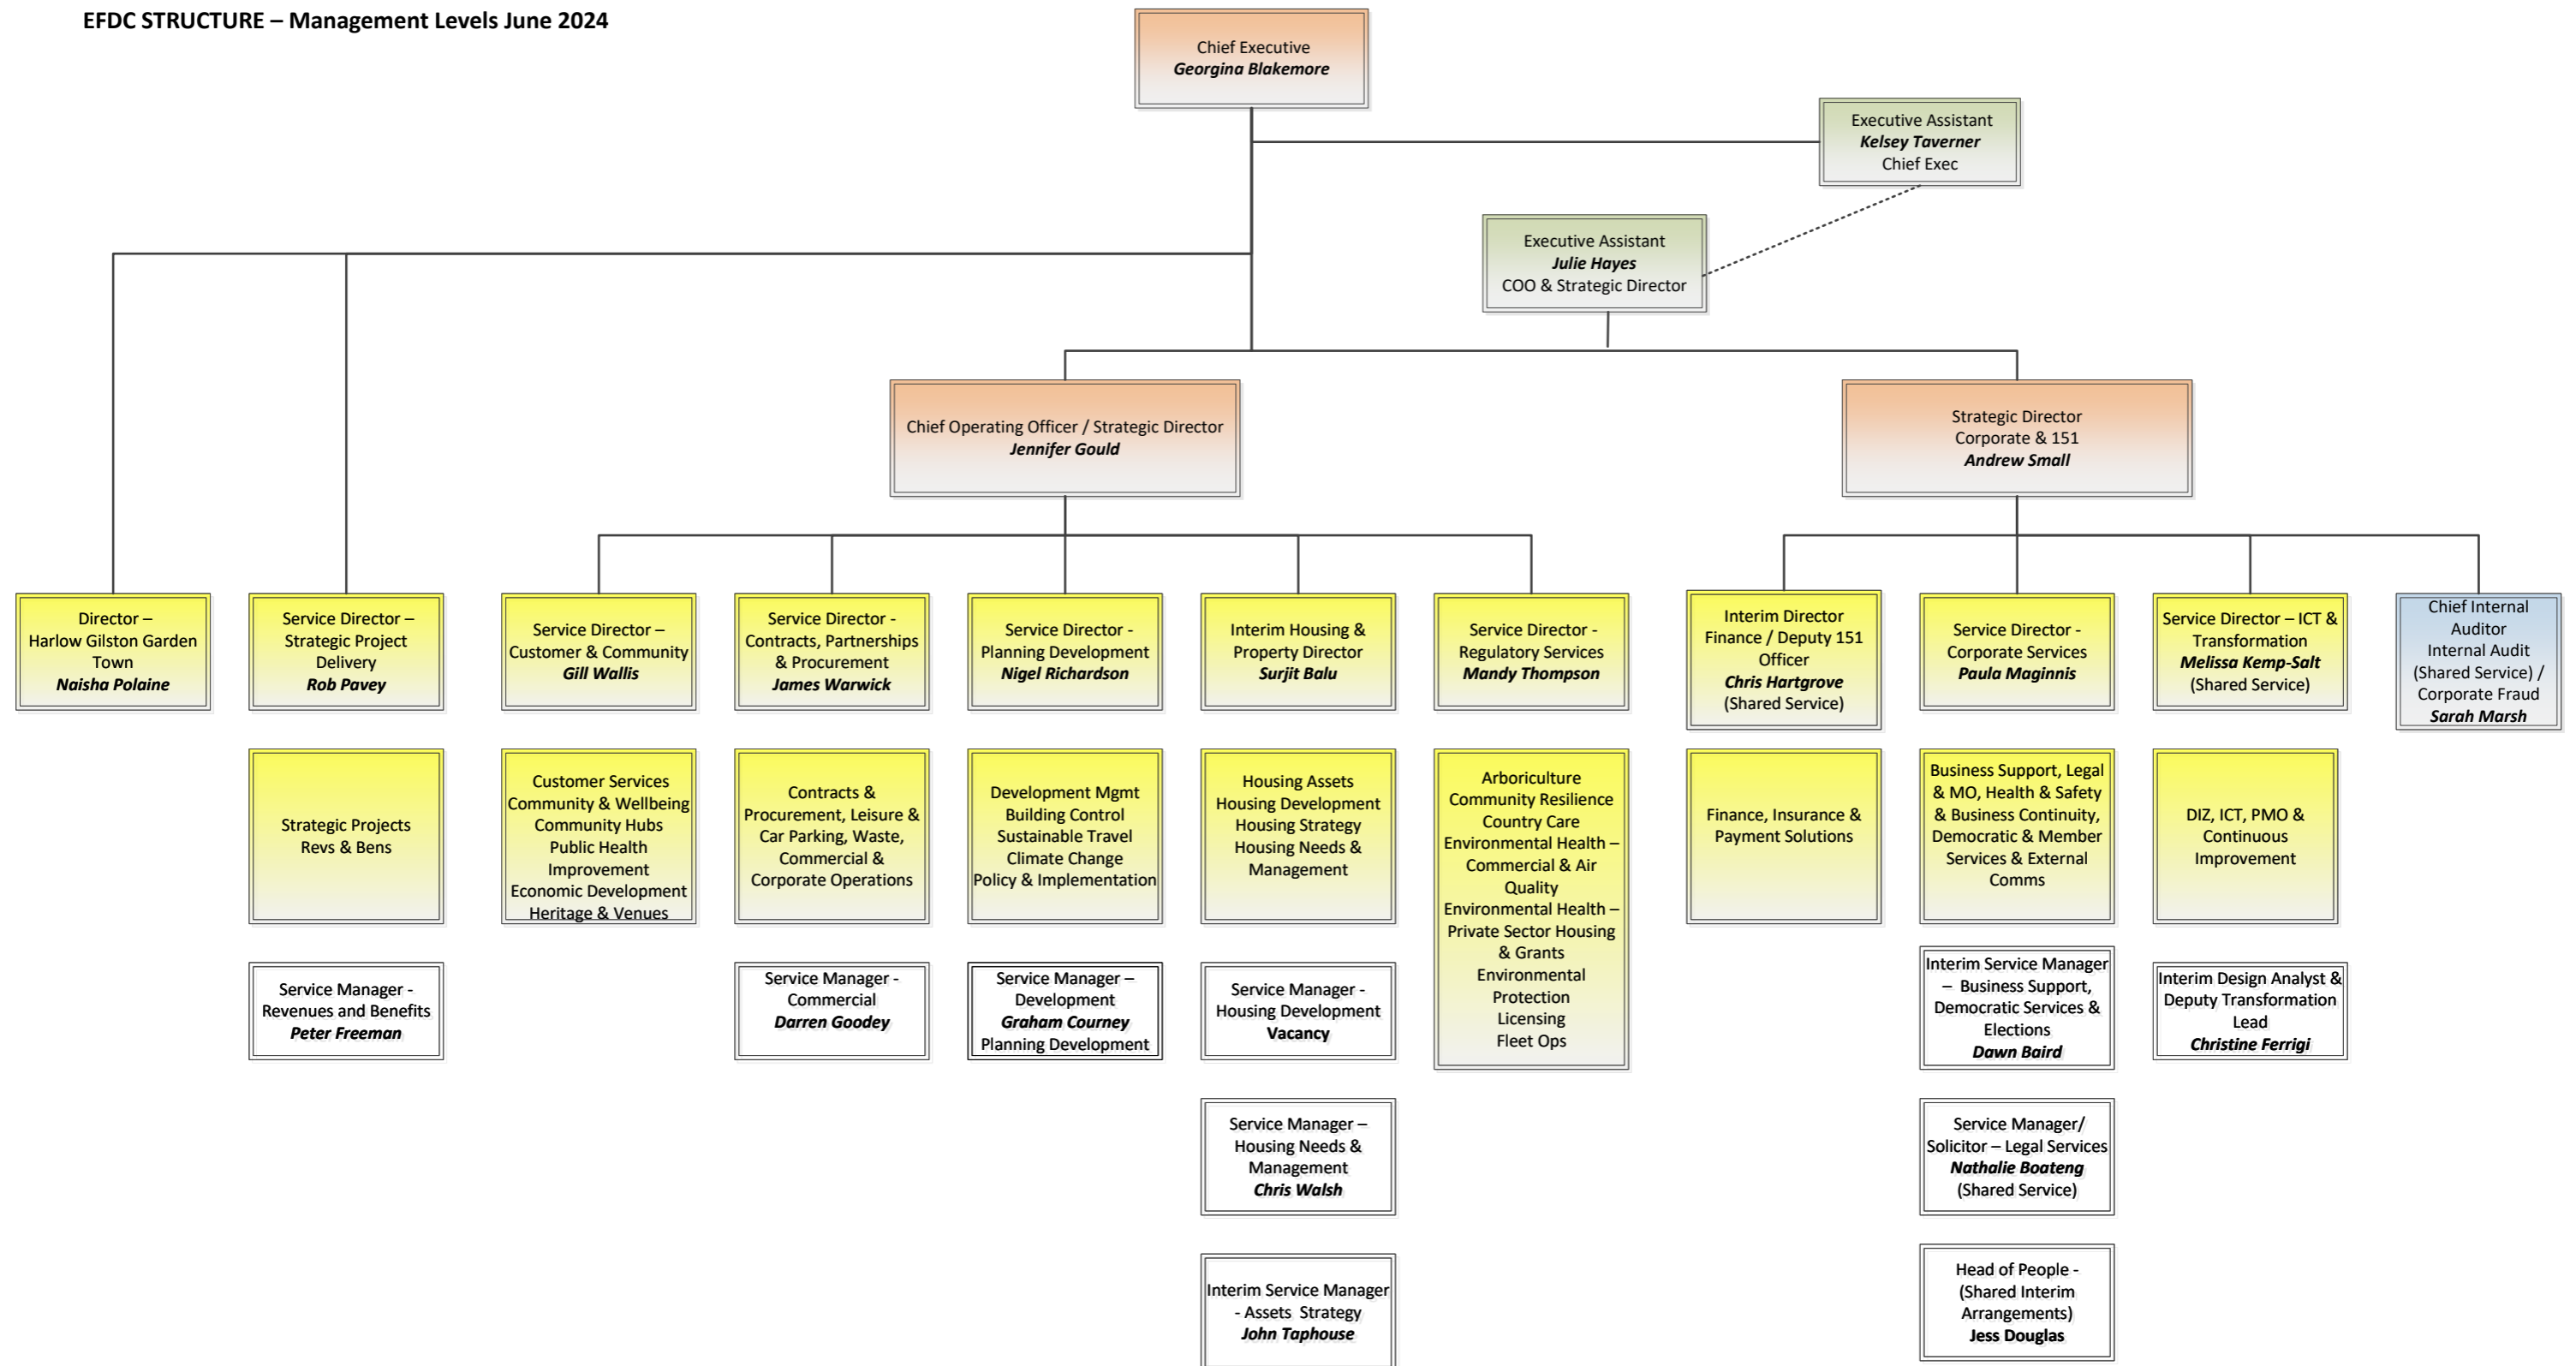 EFDC STRUCTURE – Management Levels June 2024
Chief Executive
Georgina Blakemore
Executive Assistant
Kelsey Taverner
Chief Exec
Executive Assistant
Julie Hayes
COO & Strategic Director
Chief Operating Officer / Strategic Director
Jennifer Gould
Strategic Director
Corporate & 151
Andrew Small
Director –
Harlow Gilston Garden
Town
Naisha Polaine
Service Director –
Strategic Project
Delivery
Rob Pavey
Service Director –
Customer & Community
Gill Wallis
Service Director -
Contracts, Partnerships
& Procurement
James Warwick
Service Director -
Planning Development
Nigel Richardson
Interim Housing &
Property Director
Surjit Balu
Service Director -
Regulatory Services
Mandy Thompson
Interim Director
Finance / Deputy 151
Officer
Chris Hartgrove
(Shared Service)
Service Director -
Corporate Services
Paula Maginnis
Service Director – ICT &
Transformation
Melissa Kemp-Salt
(Shared Service)
Chief Internal
Auditor
Internal Audit
(Shared Service) /
Corporate Fraud
Sarah Marsh
Strategic Projects
Revs & Bens
Customer Services
Community & Wellbeing
Community Hubs
Public Health
Improvement
Economic Development
Heritage & Venues
Contracts &
Procurement, Leisure &
Car Parking, Waste,
Commercial &
Corporate Operations
Development Mgmt
Building Control
Sustainable Travel
Climate Change
Policy & Implementation
Housing Assets
Housing Development
Housing Strategy
Housing Needs &
Management
Arboriculture
Community Resilience
Country Care
Environmental Health –
Commercial & Air
Quality
Environmental Health –
Private Sector Housing
& Grants
Environmental
Protection
Licensing
Fleet Ops
Finance, Insurance &
Payment Solutions
Business Support, Legal
& MO, Health & Safety
& Business Continuity,
Democratic & Member
Services & External
Comms
DIZ, ICT, PMO &
Continuous
Improvement
Service Manager -
Revenues and Benefits
Peter Freeman
Service Manager -
Commercial
Darren Goodey
Service Manager –
Development
Graham Courney
Planning Development
Service Manager -
Housing Development
Vacancy
Interim Service Manager
– Business Support,
Democratic Services &
Elections
Dawn Baird
Interim Design Analyst &
Deputy Transformation
Lead
Christine Ferrigi
Service Manager –
Housing Needs &
Management
Chris Walsh
Service Manager/
Solicitor – Legal Services
Nathalie Boateng
(Shared Service)
Interim Service Manager
- Assets Strategy
John Taphouse
Head of People -
(Shared Interim
Arrangements)
Jess Douglas